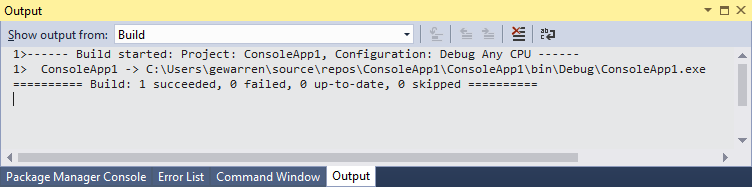 Output
Show output from: Build
1>------ Build started: Project: ConsoleApp1, Configuration: Debug Any CPU ------
1>  ConsoleApp1 -> C:\Users\gewarren\source\repos\ConsoleApp1\ConsoleApp1\bin\Debug\ConsoleApp1.exe
========== Build: 1 succeeded, 0 failed, 0 up-to-date, 0 skipped ==========
Package Manager Console Error List Command Window Output